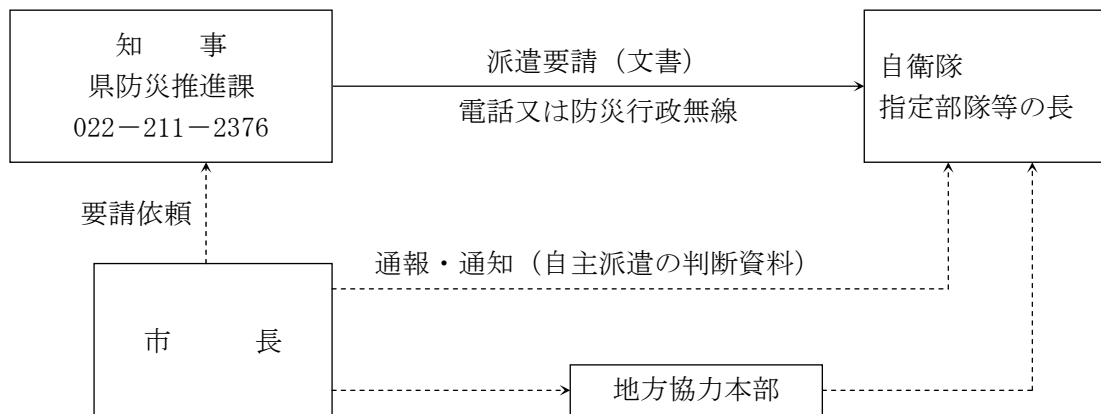 知　　事
県防災推進課
022－211－2376
派遣要請（文書）
電話又は防災行政無線
自衛隊
指定部隊等の長
要請依頼
通報・通知（自主派遣の判断資料）
市　　　長
地方協力本部